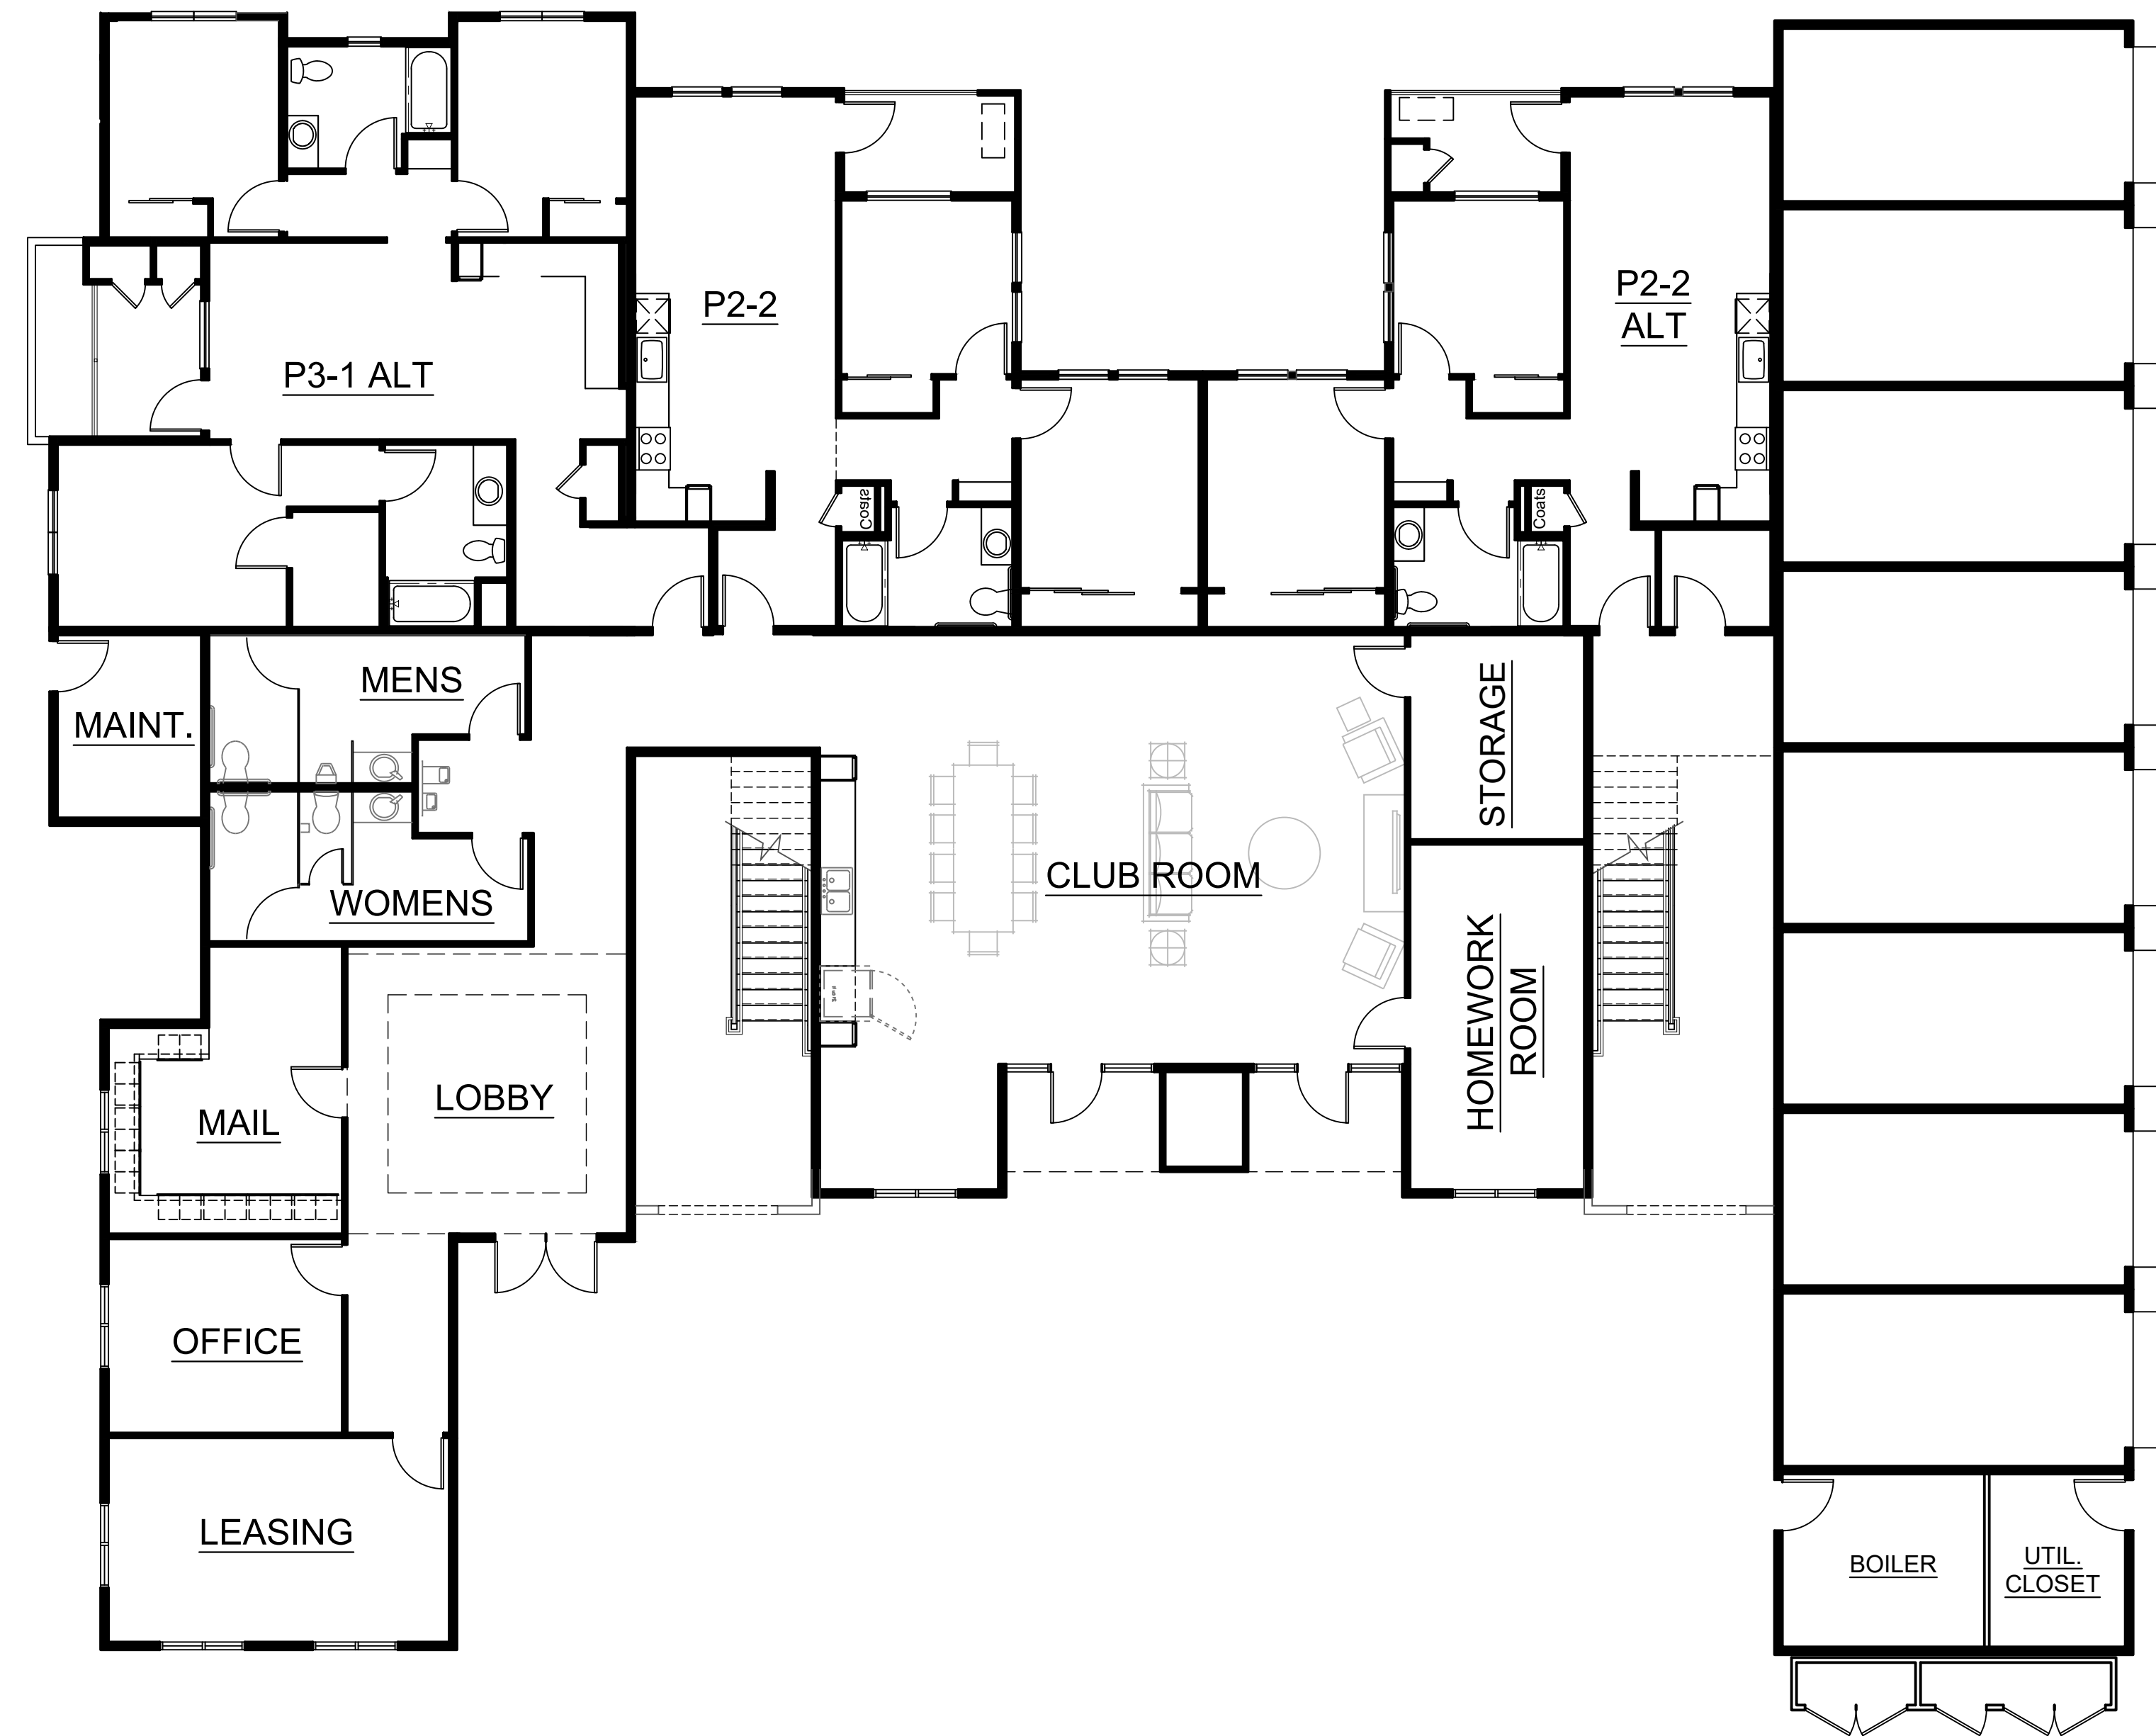 P2-2
P2-2
ALT
P3-1 ALT
Coats
Coats
MENS
MAINT.
STORAGE
CLUB ROOM
WOMENS
HOMEWORK
ROOM
LOBBY
MAIL
OFFICE
LEASING
BOILER
UTIL.
CLOSET